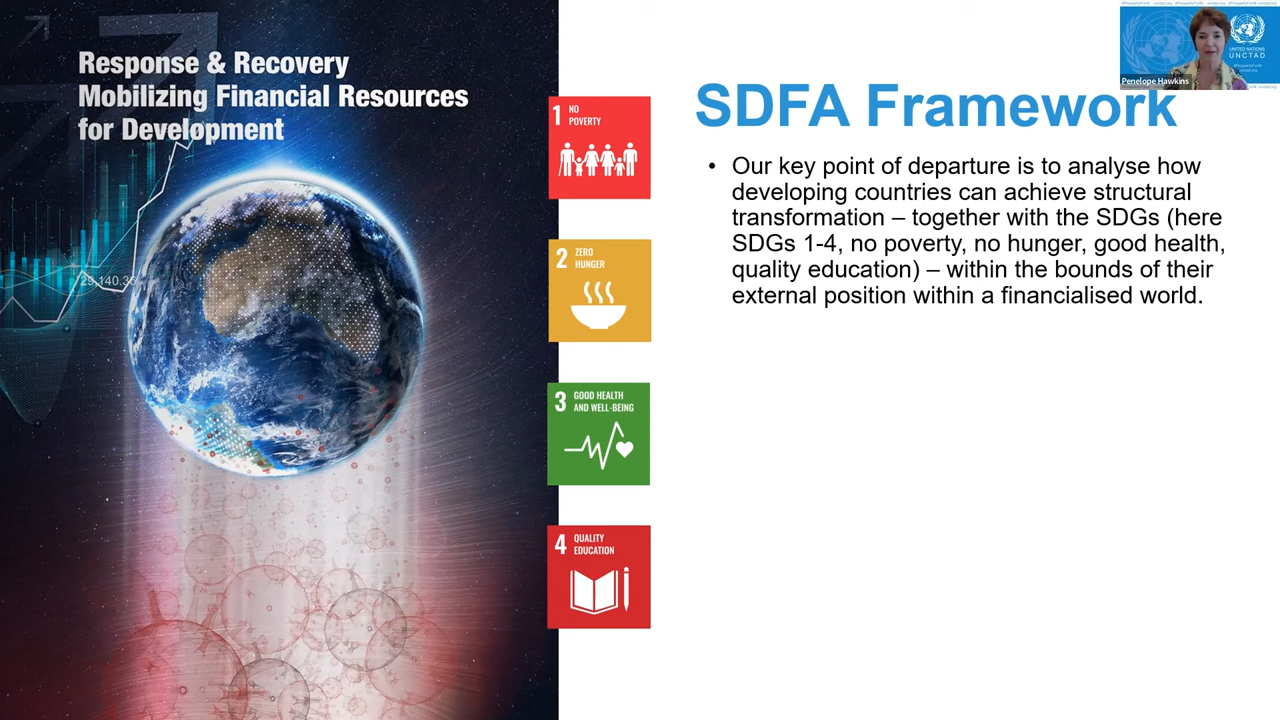 Response & Recovery
Mobilizing Financial Resources
for Development
29,140.36
1 NO
POVERTY
2 ZERO
HUNGER
3 GOOD HEALTH
AND WELL-BEING
4 QUALITY
EDUCATION
SDFA Framework
• Our key point of departure is to analyse how
developing countries can achieve structural
transformation – together with the SDGs (here
SDGs 1-4, no poverty, no hunger, good health,
quality education) – within the bounds of their
external position within a financialised world.
UNITED NATIONS
UNCTAD
Penelope Hawkins